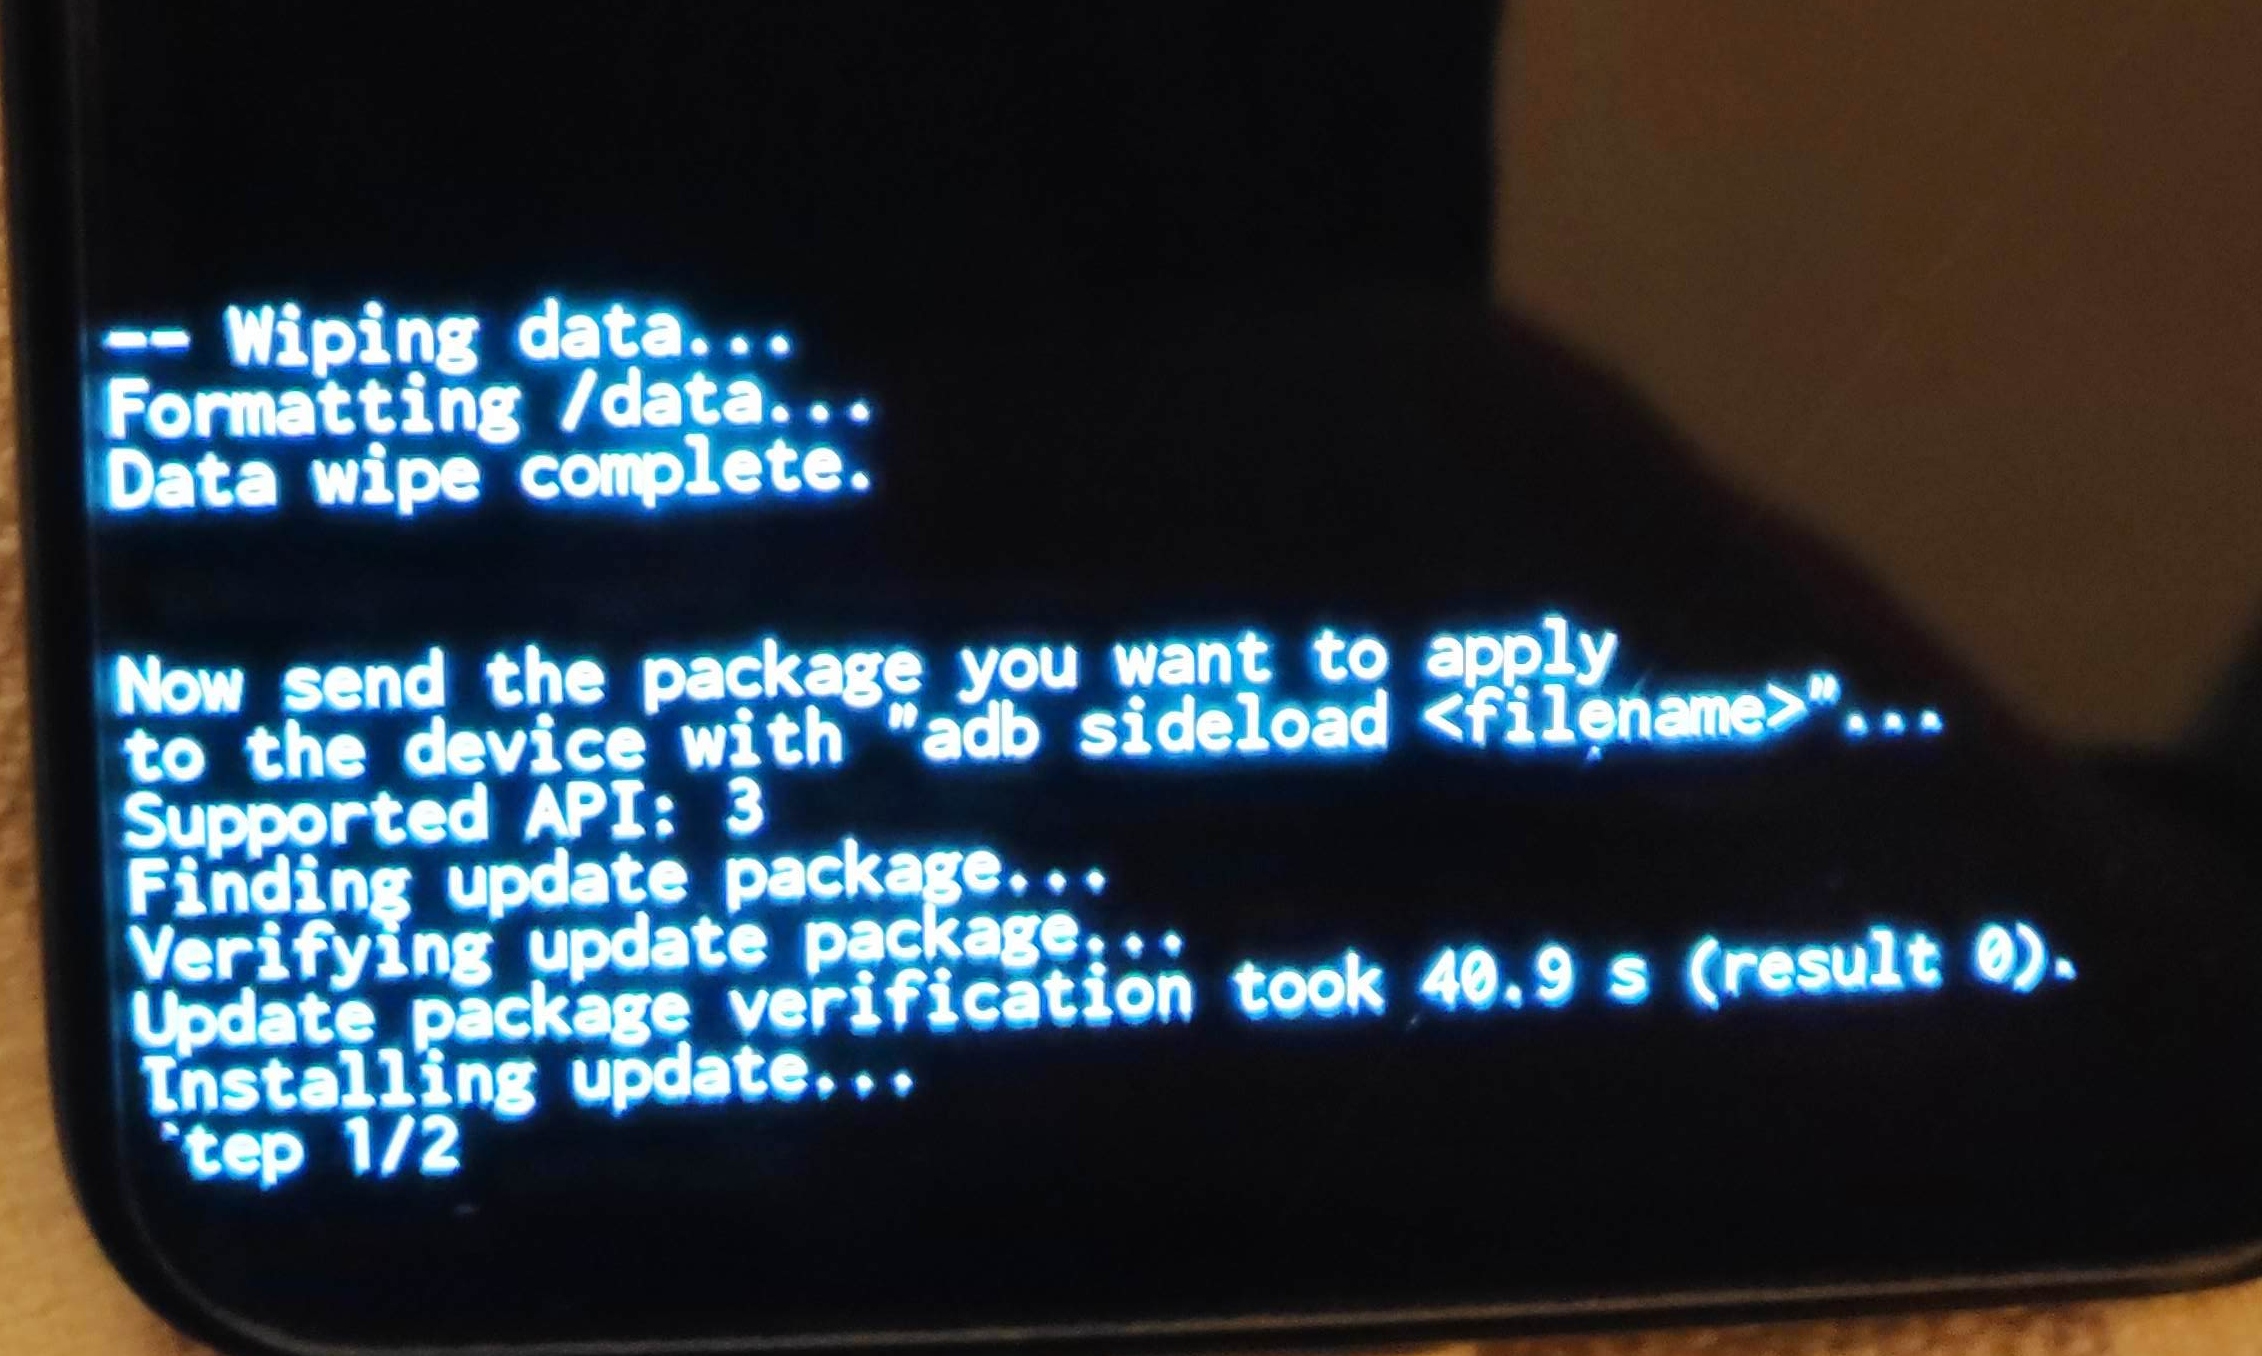 -- Wiping data...
Formatting /data...
Data wipe complete.
Now send the package you want to apply
to the device with "adb sideload <filename>"...
Supported API: 3
Finding update package...
Verifying update package...
Update package verification took 40.9 s (result 0).
Installing update...
Step 1/2